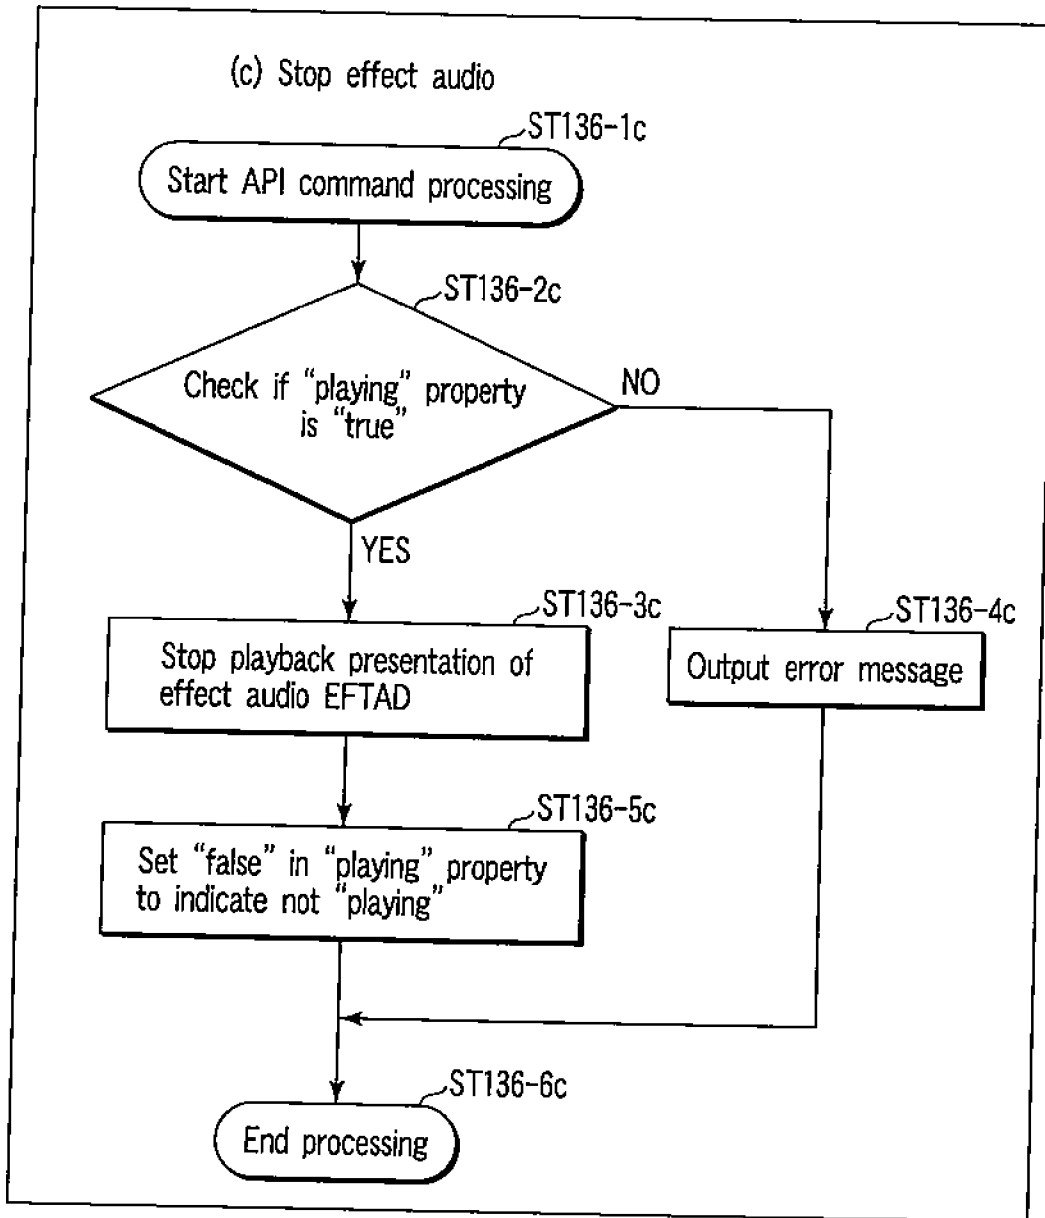 (c) Stop effect audio
ST136-1c
Start API command processing
ST136-2c
Check if “playing” property
is “true”
NO
YES
ST136-3c
Stop playback presentation of
effect audio EFTAD
ST136-4c
Output error message
ST136-5c
Set “false” in “playing” property
to indicate not “playing”
ST136-6c
End processing